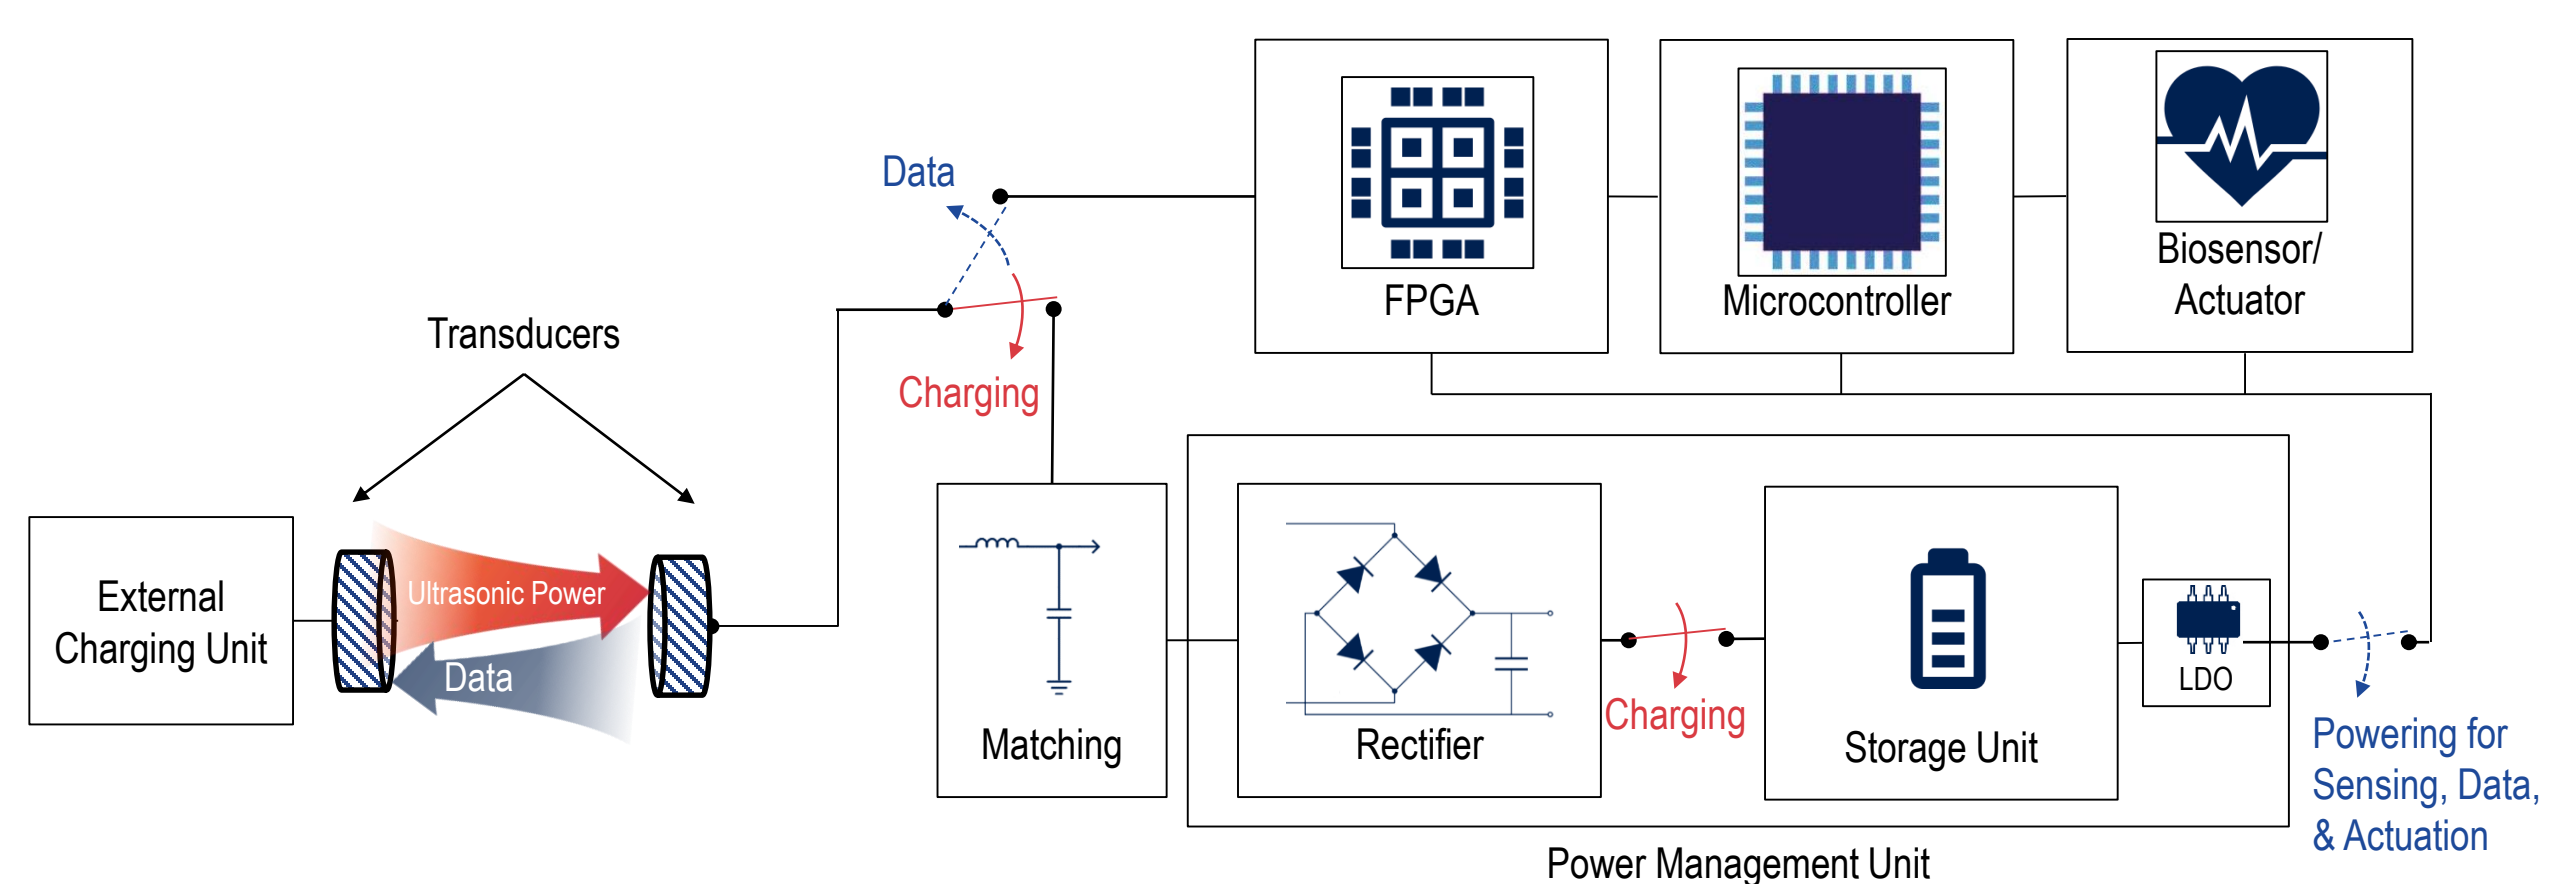 Data
Charging
Transducers
External
Charging Unit
Ultrasonic Power
Data
FPGA
Microcontroller
Biosensor/
Actuator
Matching
Rectifier
Charging
Storage Unit
LDO
Powering for
Sensing, Data,
& Actuation
Power Management Unit